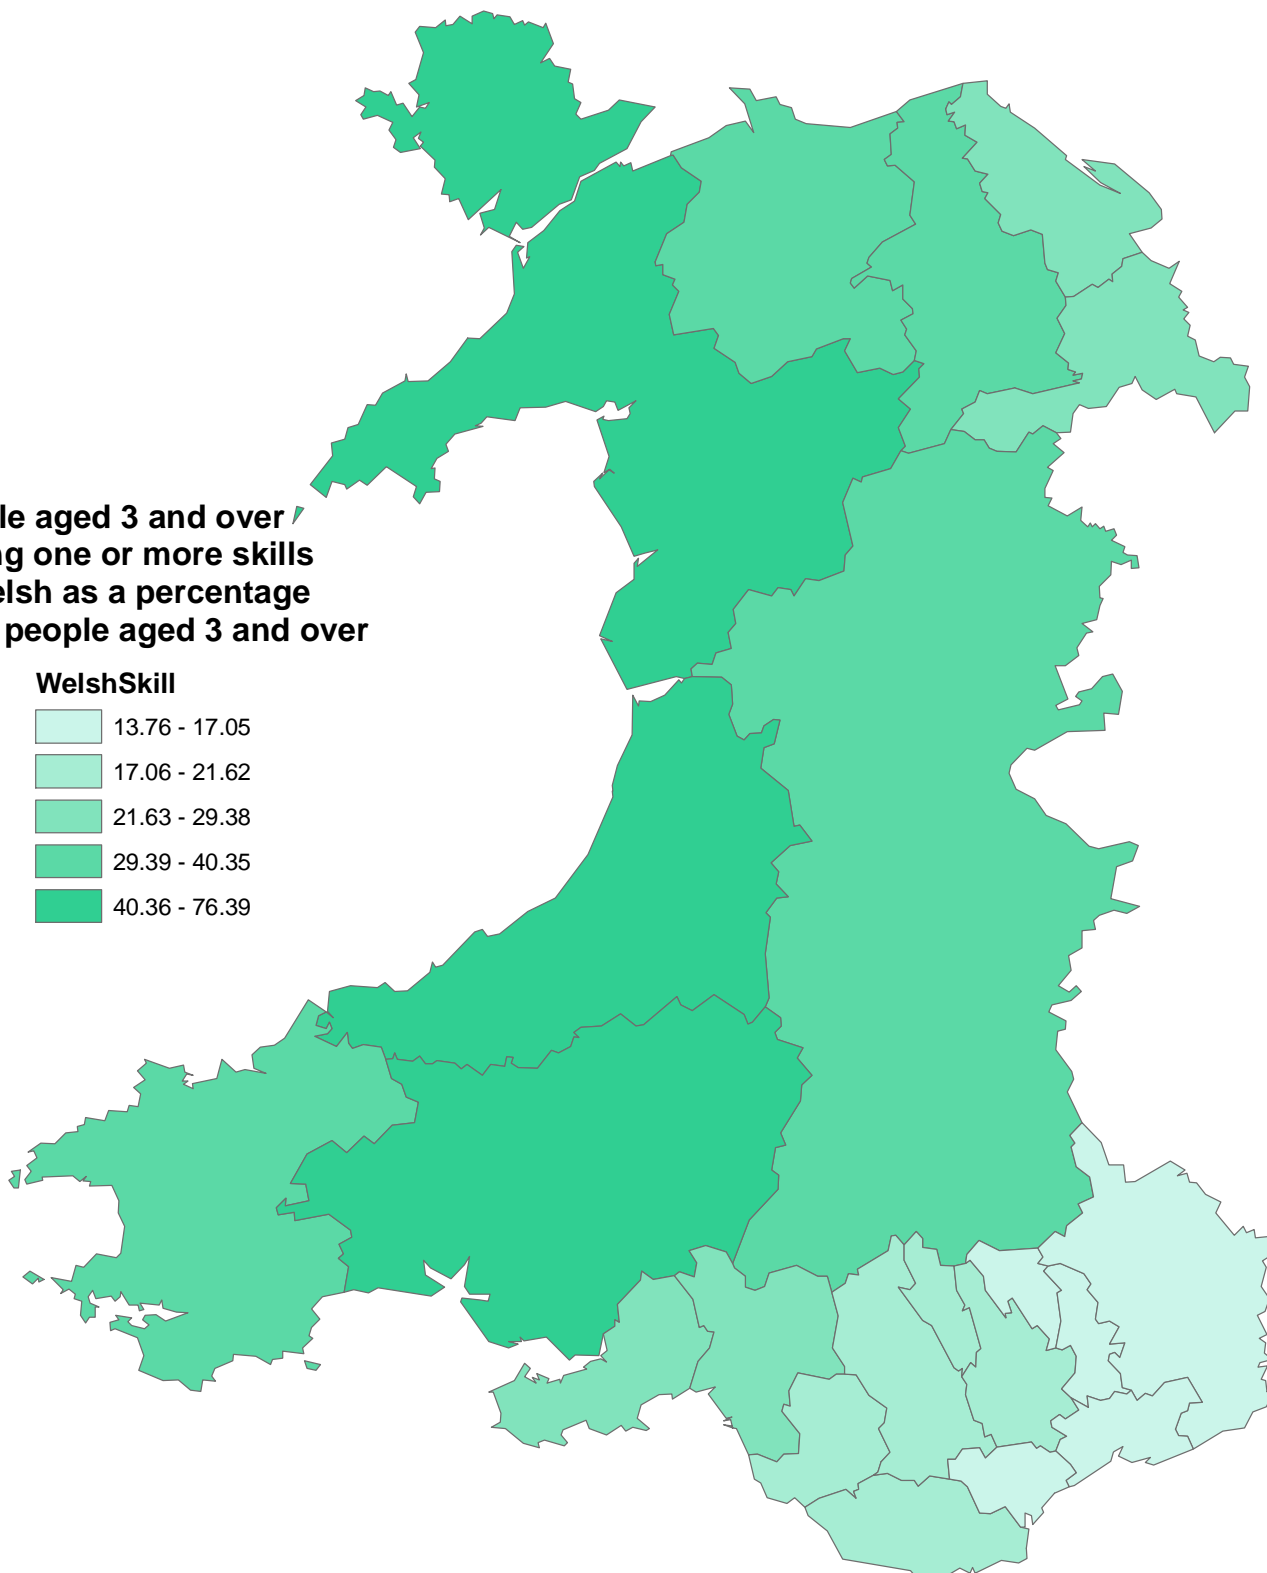 le aged 3 and over
ng one or more skills
elsh as a percentage
people aged 3 and over
WelshSkill
13.76 - 17.05
17.06 - 21.62
21.63 - 29.38
29.39 - 40.35
40.36 - 76.39